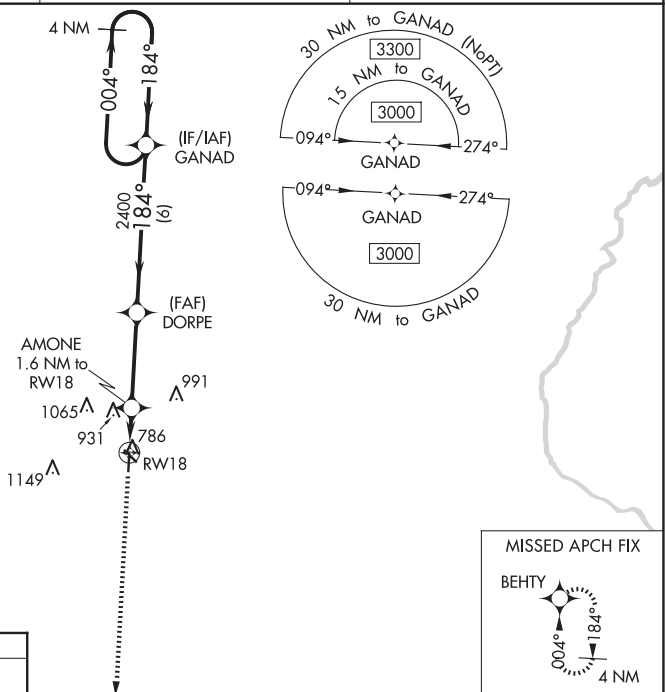 4 NM
004°
184°
(IF/IAF)
GANAD
2400
184°
(6)
(FAF)
DORPE
AMONE
1.6 NM to
RW18
991
1065
931
786
RW18
1149
30 NM to GANAD (NoPT)
3300
15 NM to GANAD
3000
094°
274°
GANAD
094°
274°
GANAD
3000
30 NM to GANAD
MISSED APCH FIX
BEHTY
004°
184°
4 NM